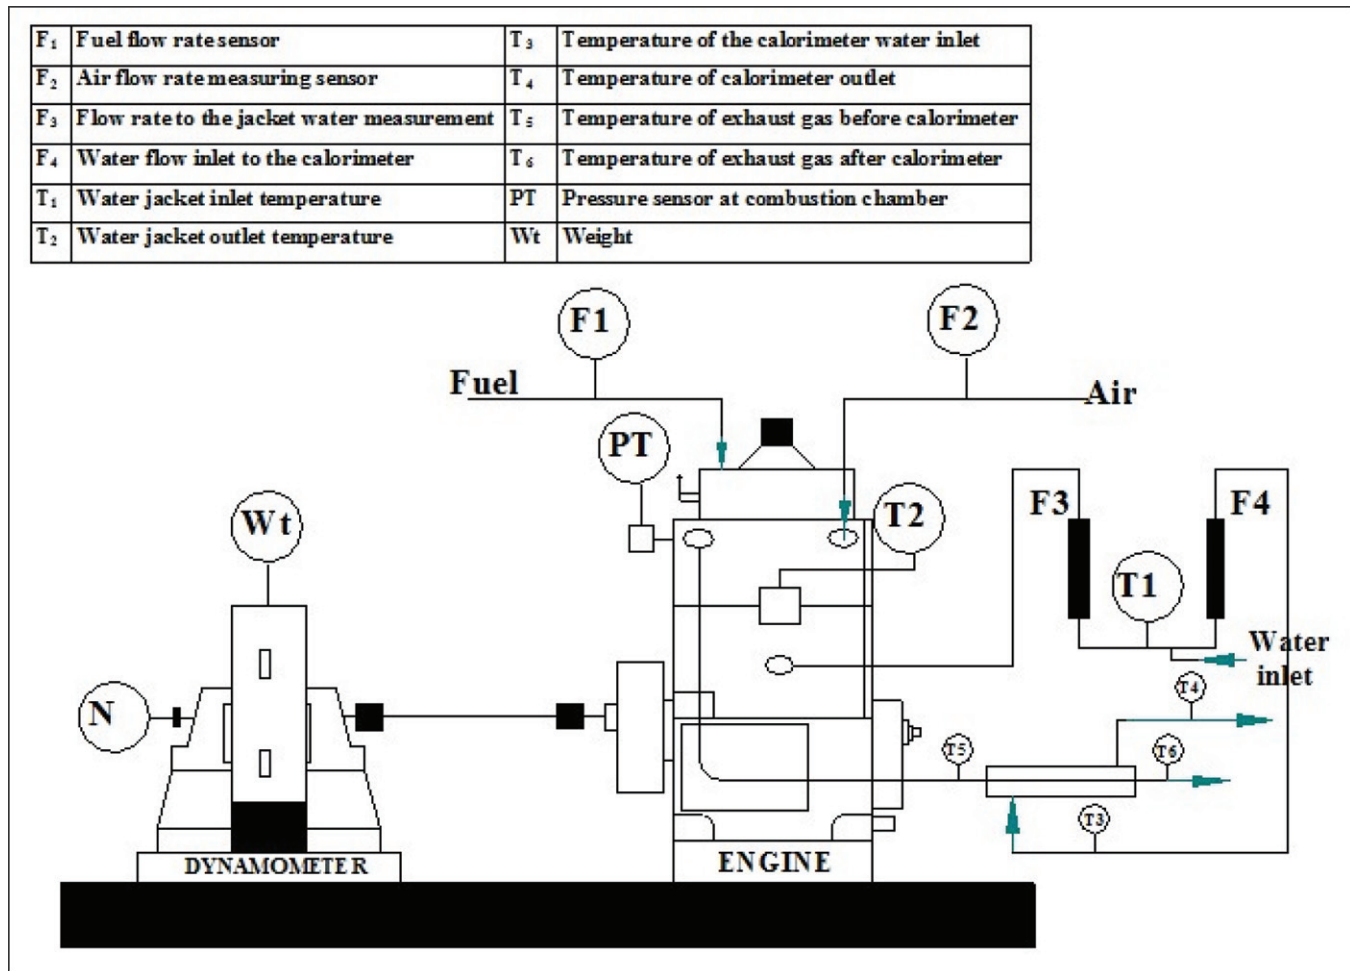 F₁ Fuel flow rate sensor T₃ Temperature of the calorimeter water inlet
F₂ Air flow rate measuring sensor T₄ Temperature of calorimeter outlet
F₃ Flow rate to the jacket water measurement T₅ Temperature of exhaust gas before calorimeter
F₄ Water flow inlet to the calorimeter T₆ Temperature of exhaust gas after calorimeter
T₁ Water jacket inlet temperature PT Pressure sensor at combustion chamber
T₂ Water jacket outlet temperature Wt Weight
F1
F2
Fuel
Air
PT
Wt
T2
F3
F4
T1
Water
inlet
N
T4
T5
T6
T3
DYNAMOMETER
ENGINE